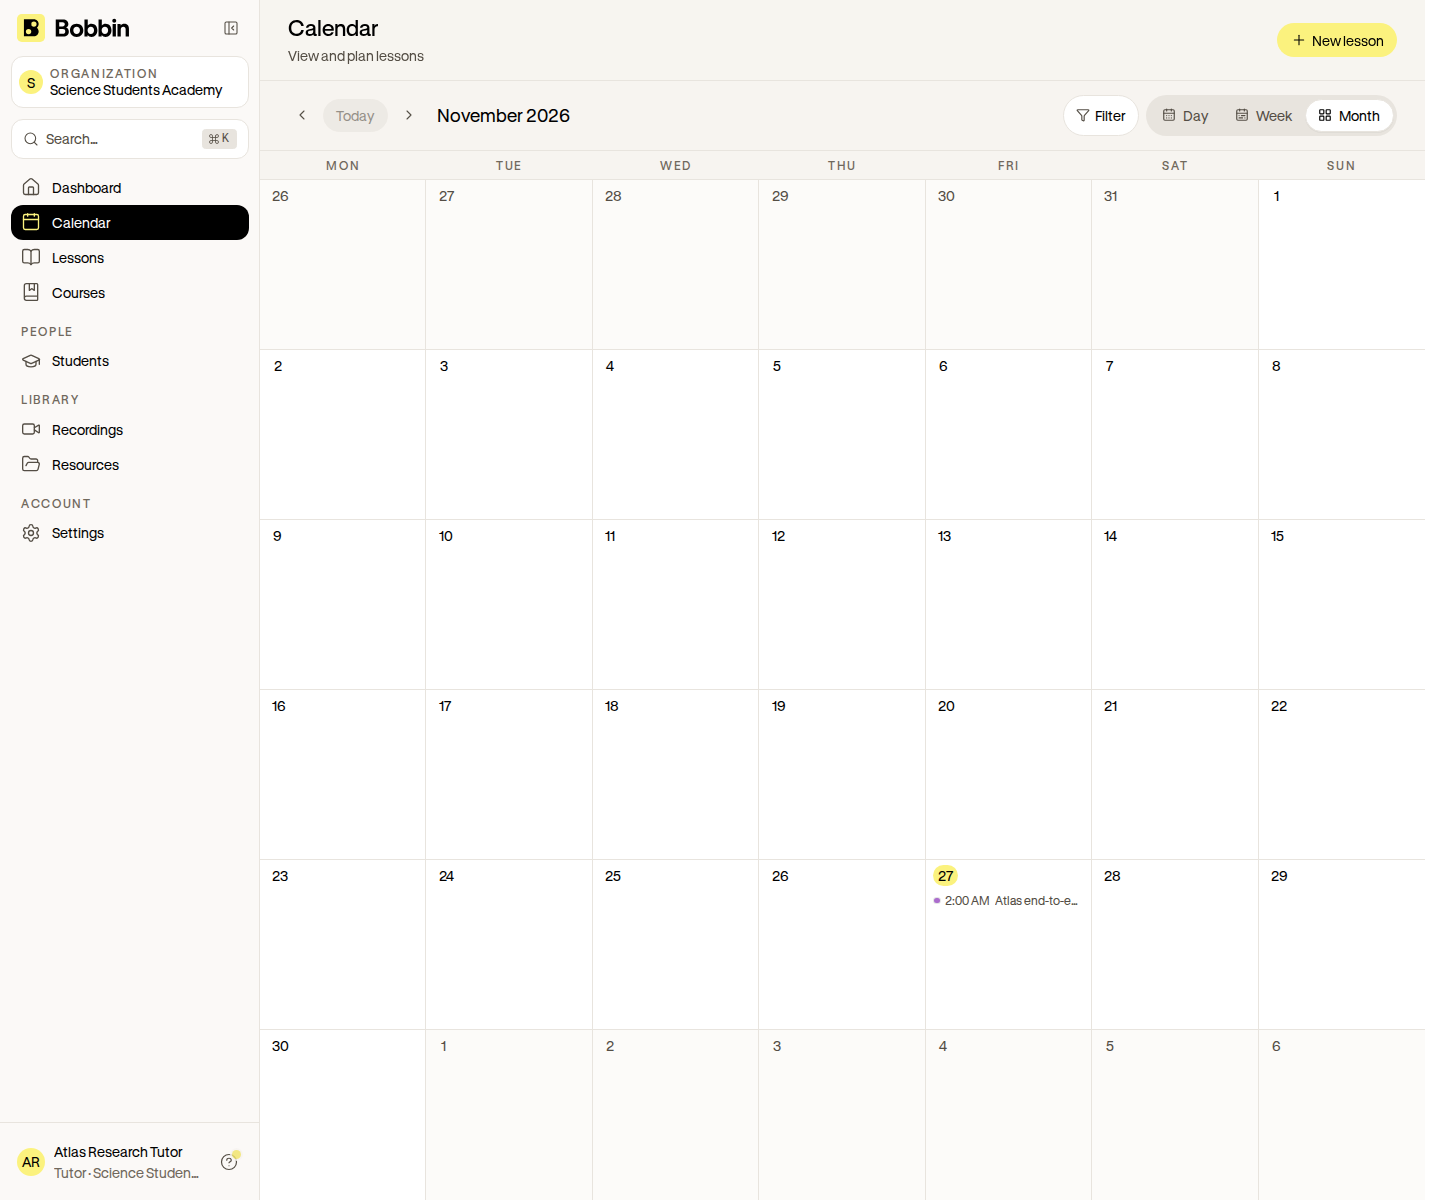 Bobbin
ORGANIZATION
S
Science Students Academy
Search...
⌘ K
Dashboard
Calendar
Lessons
Courses
PEOPLE
Students
LIBRARY
Recordings
Resources
ACCOUNT
Settings
AR
Atlas Research Tutor
Tutor · Science Studen...
Calendar
View and plan lessons
+ New lesson
Today
November 2026
Filter
Day
Week
Month
MON TUE WED THU FRI SAT SUN
26 27 28 29 30 31 1
2 3 4 5 6 7 8
9 10 11 12 13 14 15
16 17 18 19 20 21 22
23 24 25 26 27 28 29
2:00 AM Atlas end-to-e...
30 1 2 3 4 5 6